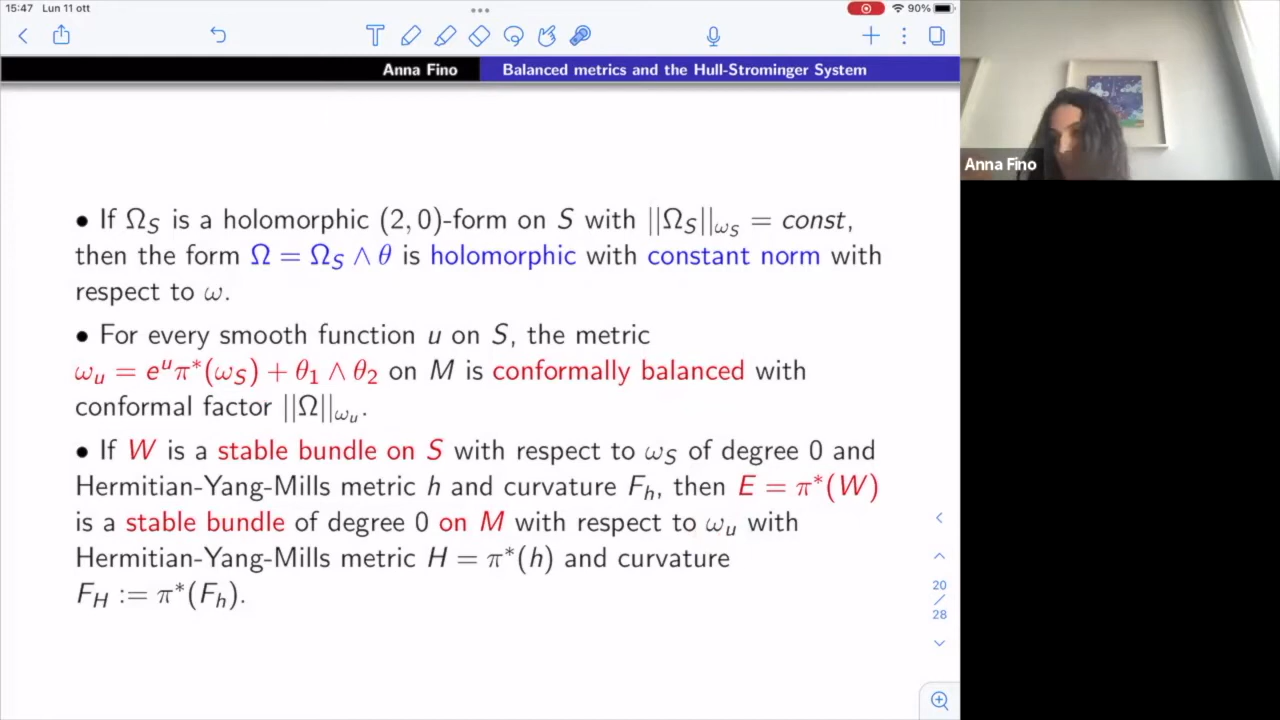 15:47 Lun 11 ott
90%
Anna Fino Balanced metrics and the Hull-Strominger System
Anna Fino
• If Ω_S is a holomorphic (2, 0)-form on S with ||Ω_S||_{ω_S} = const,
then the form Ω = Ω_S ∧ θ is holomorphic with constant norm with
respect to ω.
• For every smooth function u on S, the metric
ω_u = e^u π*(ω_S) + θ_1 ∧ θ_2 on M is conformally balanced with
conformal factor ||Ω||_{ω_u}.
• If W is a stable bundle on S with respect to ω_S of degree 0 and
Hermitian-Yang-Mills metric h and curvature F_h, then E = π*(W)
is a stable bundle of degree 0 on M with respect to ω_u with
Hermitian-Yang-Mills metric H = π*(h) and curvature
F_H := π*(F_h).
20
/
28